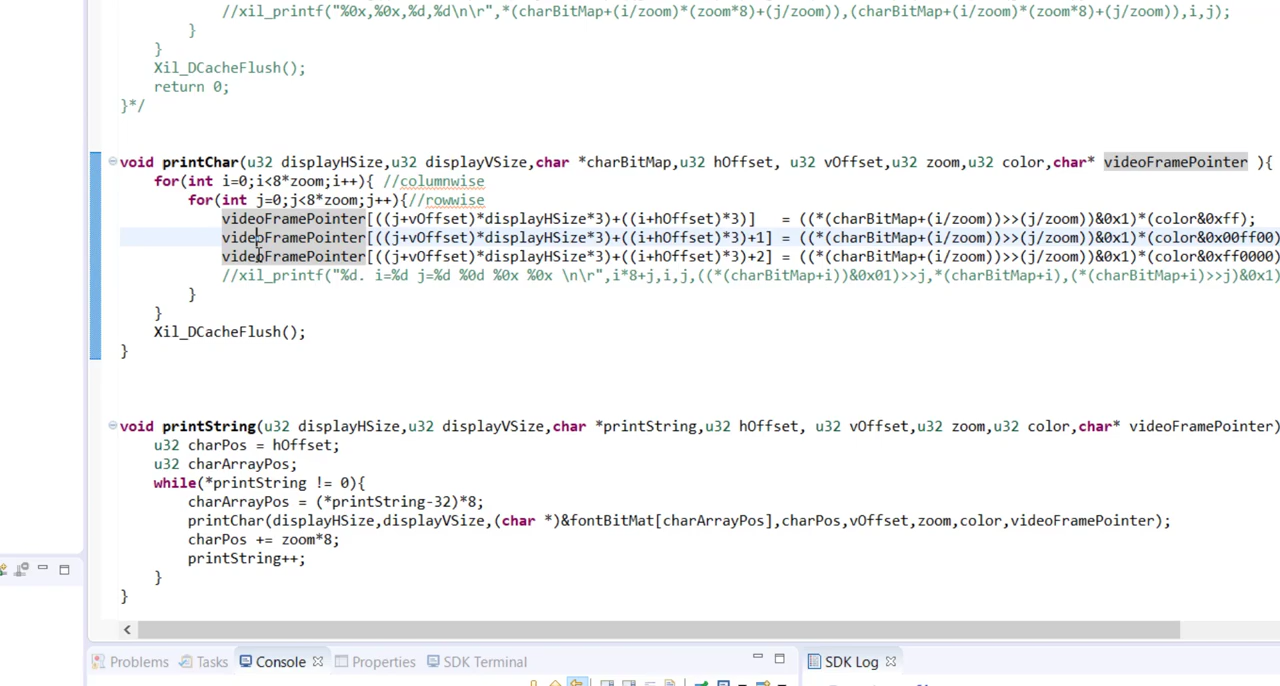 //xil_printf("%0x,%0x,%d,%d\n\r",*(charBitMap+(i/zoom)*(zoom*8)+(j/zoom)),(charBitMap+(i/zoom)*(zoom*8)+(j/zoom)),i,j);
}
}
Xil_DCacheFlush();
return 0;
}*/
void printChar(u32 displayHSize,u32 displayVSize,char *charBitMap,u32 hOffset, u32 vOffset,u32 zoom,u32 color,char* videoFramePointer ){
for(int i=0;i<8*zoom;i++){ //columnwise
for(int j=0;j<8*zoom;j++){//rowwise
videoFramePointer[((j+vOffset)*displayHSize*3)+((i+hOffset)*3)]   = ((*(charBitMap+(i/zoom))>>(j/zoom))&0x1)*(color&0xff);
videoFramePointer[((j+vOffset)*displayHSize*3)+((i+hOffset)*3)+1] = ((*(charBitMap+(i/zoom))>>(j/zoom))&0x1)*(color&0x00ff00)
videoFramePointer[((j+vOffset)*displayHSize*3)+((i+hOffset)*3)+2] = ((*(charBitMap+(i/zoom))>>(j/zoom))&0x1)*(color&0xff0000)
//xil_printf("%d. i=%d j=%d %0d %0x %0x \n\r",i*8+j,i,j,((*(charBitMap+i))&0x01)>>j,*(charBitMap+i),(*(charBitMap+i)>>j)&0x1)
}
}
Xil_DCacheFlush();
}
void printString(u32 displayHSize,u32 displayVSize,char *printString,u32 hOffset, u32 vOffset,u32 zoom,u32 color,char* videoFramePointer)
u32 charPos = hOffset;
u32 charArrayPos;
while(*printString != 0){
charArrayPos = (*printString-32)*8;
printChar(displayHSize,displayVSize,(char *)&fontBitMat[charArrayPos],charPos,vOffset,zoom,color,videoFramePointer);
charPos += zoom*8;
printString++;
}
}
Problems Tasks Console Properties SDK Terminal SDK Log